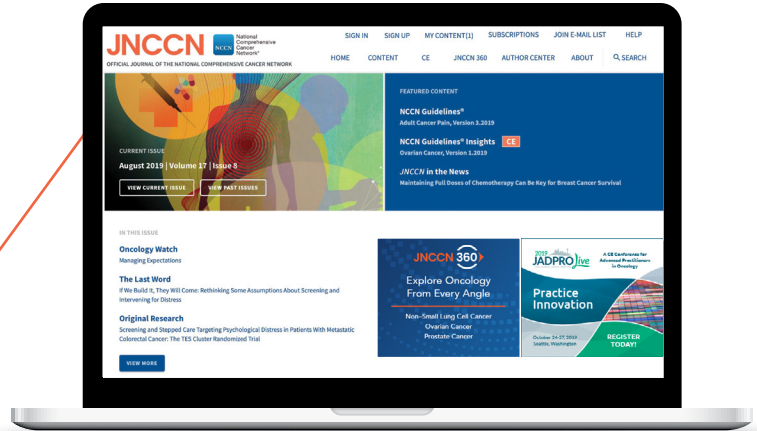 JNCCN
NCCN
National
Comprehensive
Cancer
Network®
OFFICIAL JOURNAL OF THE NATIONAL COMPREHENSIVE CANCER NETWORK
SIGN IN SIGN UP MY CONTENT(1) SUBSCRIPTIONS JOIN E-MAIL LIST HELP
HOME CONTENT CE JNCCN 360 AUTHOR CENTER ABOUT SEARCH
CURRENT ISSUE
August 2019 | Volume 17 | Issue 8
VIEW CURRENT ISSUE VIEW PAST ISSUES
FEATURED CONTENT
NCCN Guidelines®
Adult Cancer Pain, Version 3.2019
NCCN Guidelines® Insights CE
Ovarian Cancer, Version 1.2019
JNCCN in the News
Maintaining Full Doses of Chemotherapy Can Be Key for Breast Cancer Survival
IN THIS ISSUE
Oncology Watch
Managing Expectations
The Last Word
If We Build It, They Will Come: Rethinking Some Assumptions About Screening and
Intervening for Distress
Original Research
Screening and Stepped Care Targeting Psychological Distress in Patients With Metastatic
Colorectal Cancer: The TES Cluster Randomized Trial
VIEW MORE
JNCCN 360
Explore Oncology
From Every Angle
Non-Small Lung Cell Cancer
Ovarian Cancer
Prostate Cancer
2019
JADPRO live
A CE Conference for
Advanced Practitioners
in Oncology
Practice
Innovation
October 24-27, 2019
Seattle, Washington
REGISTER
TODAY!